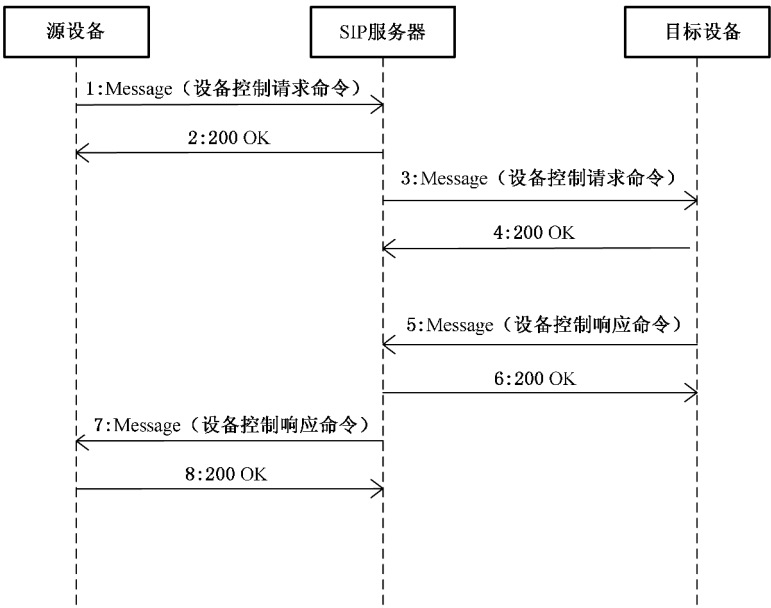 源设备
SIP服务器
目标设备
1:Message（设备控制请求命令）
2:200 OK
3:Message（设备控制请求命令）
4:200 OK
5:Message（设备控制响应命令）
6:200 OK
7:Message（设备控制响应命令）
8:200 OK